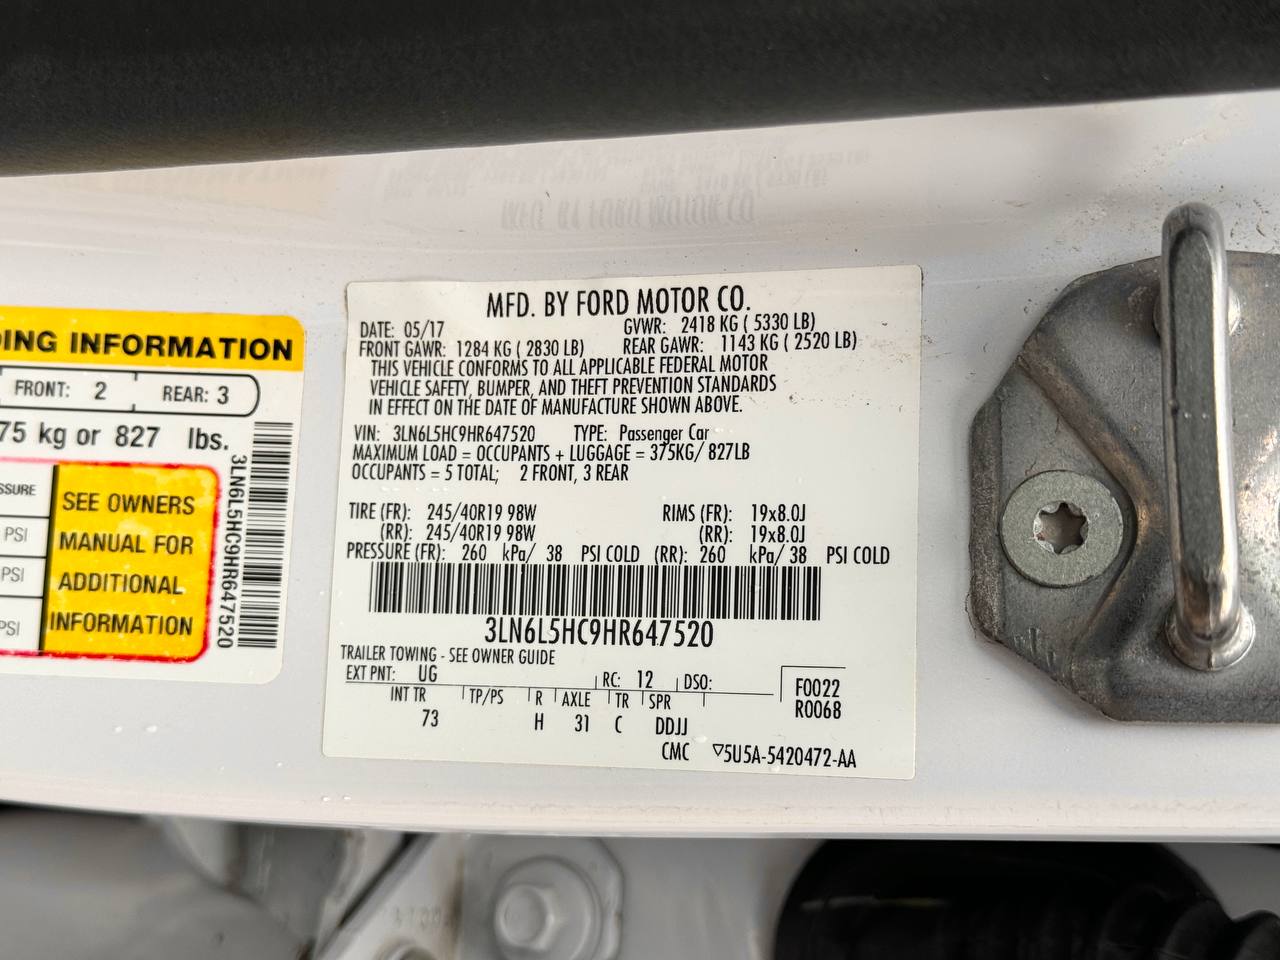 DING INFORMATION
FRONT: 2 REAR: 3
75 kg or 827 lbs.
SSURE
PSI
PSI
PSI
SEE OWNERS
MANUAL FOR
ADDITIONAL
INFORMATION
3LN6L5HC9HR647520
MFD. BY FORD MOTOR CO.
DATE: 05/17 GVWR: 2418 KG ( 5330 LB)
FRONT GAWR: 1284 KG ( 2830 LB) REAR GAWR: 1143 KG ( 2520 LB)
THIS VEHICLE CONFORMS TO ALL APPLICABLE FEDERAL MOTOR
VEHICLE SAFETY, BUMPER, AND THEFT PREVENTION STANDARDS
IN EFFECT ON THE DATE OF MANUFACTURE SHOWN ABOVE.
VIN: 3LN6L5HC9HR647520 TYPE: Passenger Car
MAXIMUM LOAD = OCCUPANTS + LUGGAGE = 375KG/ 827LB
OCCUPANTS = 5 TOTAL; 2 FRONT, 3 REAR
TIRE (FR): 245/40R19 98W RIMS (FR): 19x8.0J
(RR): 245/40R19 98W (RR): 19x8.0J
PRESSURE (FR): 260 kPa/ 38 PSI COLD (RR): 260 kPa/ 38 PSI COLD
3LN6L5HC9HR647520
TRAILER TOWING - SEE OWNER GUIDE
EXT PNT: UG RC: 12 DSO:
INT TR TP/PS R AXLE TR SPR
73 H 31 C DDJJ
F0022
R0068
CMC ▽5U5A-5420472-AA